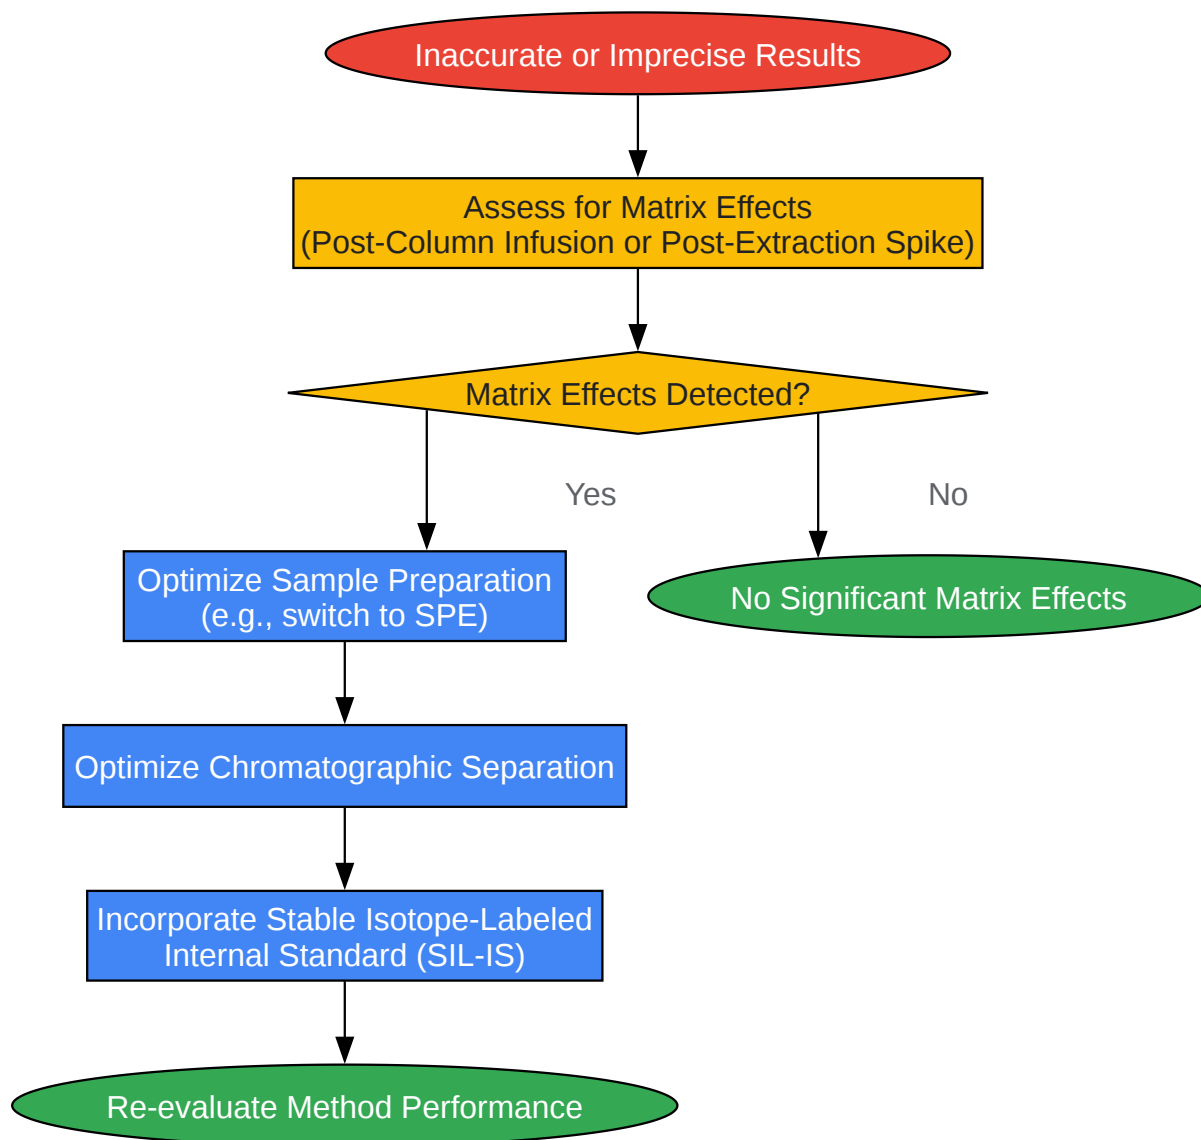 Inaccurate or Imprecise Results
Assess for Matrix Effects
(Post-Column Infusion or Post-Extraction Spike)
Matrix Effects Detected?
Yes
No
Optimize Sample Preparation
(e.g., switch to SPE)
No Significant Matrix Effects
Optimize Chromatographic Separation
Incorporate Stable Isotope-Labeled
Internal Standard (SIL-IS)
Re-evaluate Method Performance